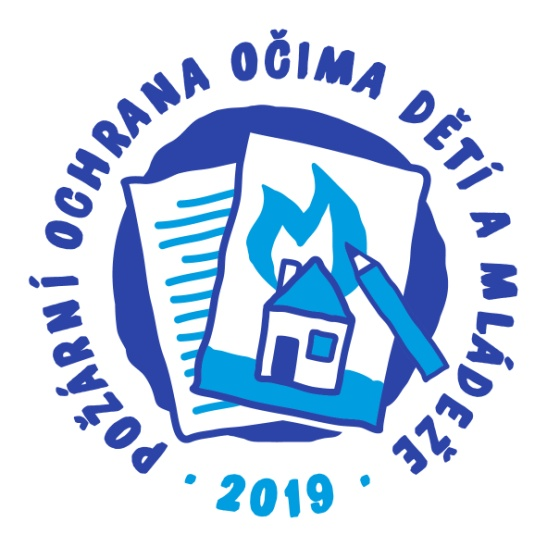 POŽÁRNÍ OCHRANA OČIMA DĚTÍ A MLÁDEŽE
· 2019 ·